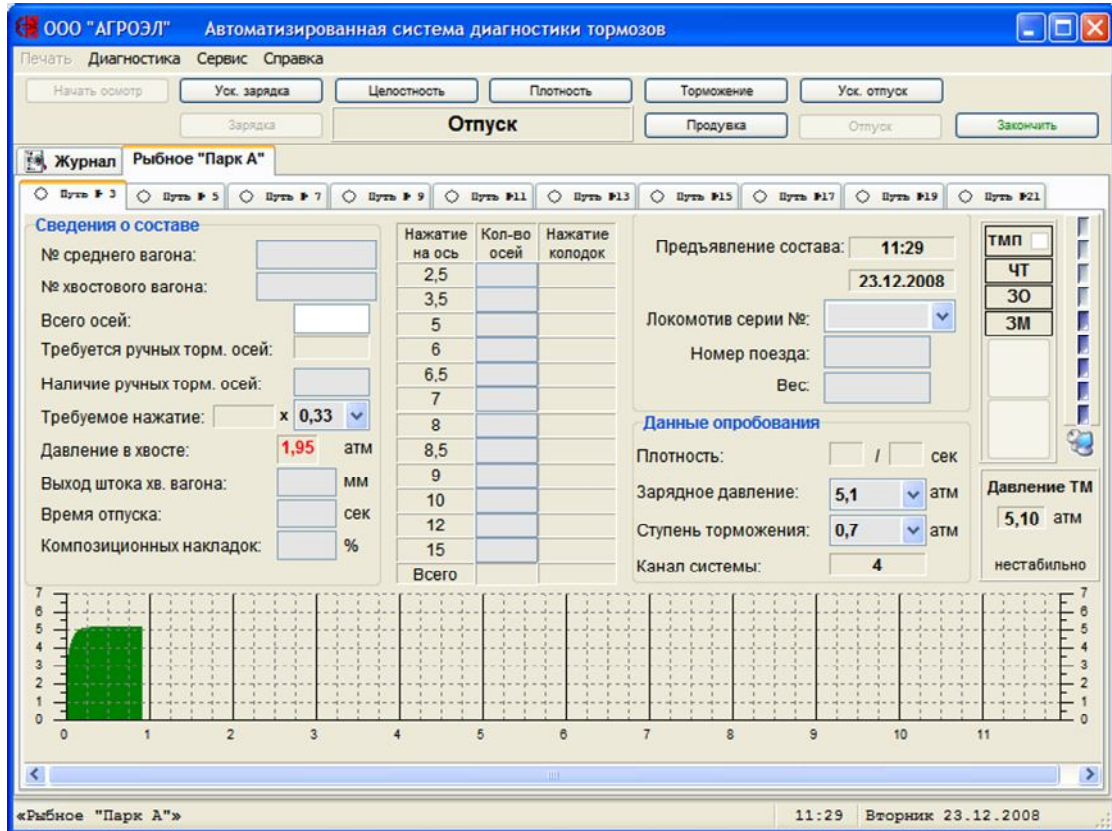 ООО "АГРОЭЛ" Автоматизированная система диагностики тормозов
Печать Диагностика Сервис Справка
Начать осмотр Уск. зарядка Целостность Плотность Торможение Уск. отпуск
Зарядка Отпуск Продувка Отпуск Закончить
Журнал Рыбное "Парк А"
Путь № 3 Путь № 5 Путь № 7 Путь № 9 Путь №11 Путь №13 Путь №15 Путь №17 Путь №19 Путь №21
Сведения о составе
№ среднего вагона:
№ хвостового вагона:
Всего осей:
Требуется ручных торм. осей:
Наличие ручных торм. осей:
Требуемое нажатие: x 0,33
Давление в хвосте: 1,95 атм
Выход штока хв. вагона: мм
Время отпуска: сек
Композиционных накладок: %
Нажатие на ось Кол-во осей Нажатие колодок
2,5
3,5
5
6
6,5
7
8
8,5
9
10
12
15
Всего
Предъявление состава: 11:29
23.12.2008
Локомотив серии №:
Номер поезда:
Вес:
Данные опробования
Плотность: / сек
Зарядное давление: 5,1 атм
Ступень торможения: 0,7 атм
Канал системы: 4
ТМП
ЧТ
ЗО
ЗМ
Давление ТМ
5,10 атм
нестабильно
7 7
6 6
5 5
4 4
3 3
2 2
1 1
0 0
0 1 2 3 4 5 6 7 8 9 10 11
«Рыбное "Парк А"» 11:29 Вторник 23.12.2008